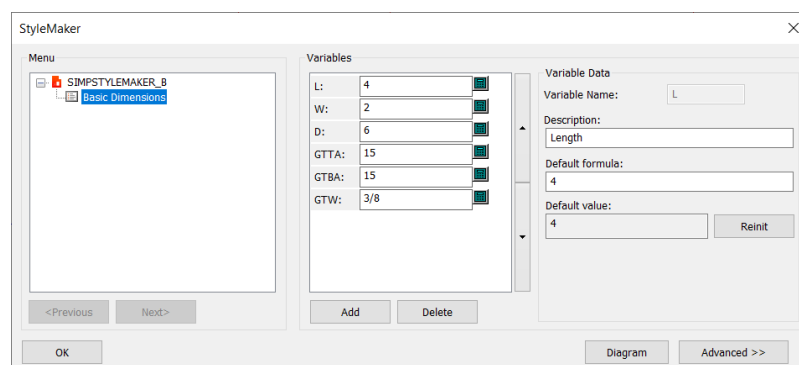 StyleMaker
Menu
SIMPSTYLEMAKER_B
Basic Dimensions
<Previous
Next>
Variables
L: 4
W: 2
D: 6
GTTA: 15
GTBA: 15
GTW: 3/8
Add
Delete
Variable Data
Variable Name: L
Description:
Length
Default formula:
4
Default value:
4
Reinit
OK
Diagram
Advanced >>